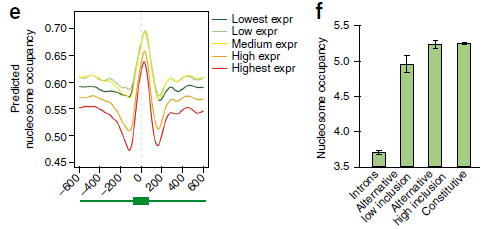 e
Predicted
nucleosome occupancy
0.70
0.65
0.60
0.55
0.50
0.45
–600
–400
–200
0
200
400
600
Lowest expr
Low expr
Medium expr
High expr
Highest expr
f
Nucleosome occupancy
5.5
5.0
4.5
4.0
3.5
Introns
Alternative
low inclusion
Alternative
high inclusion
Constitutive